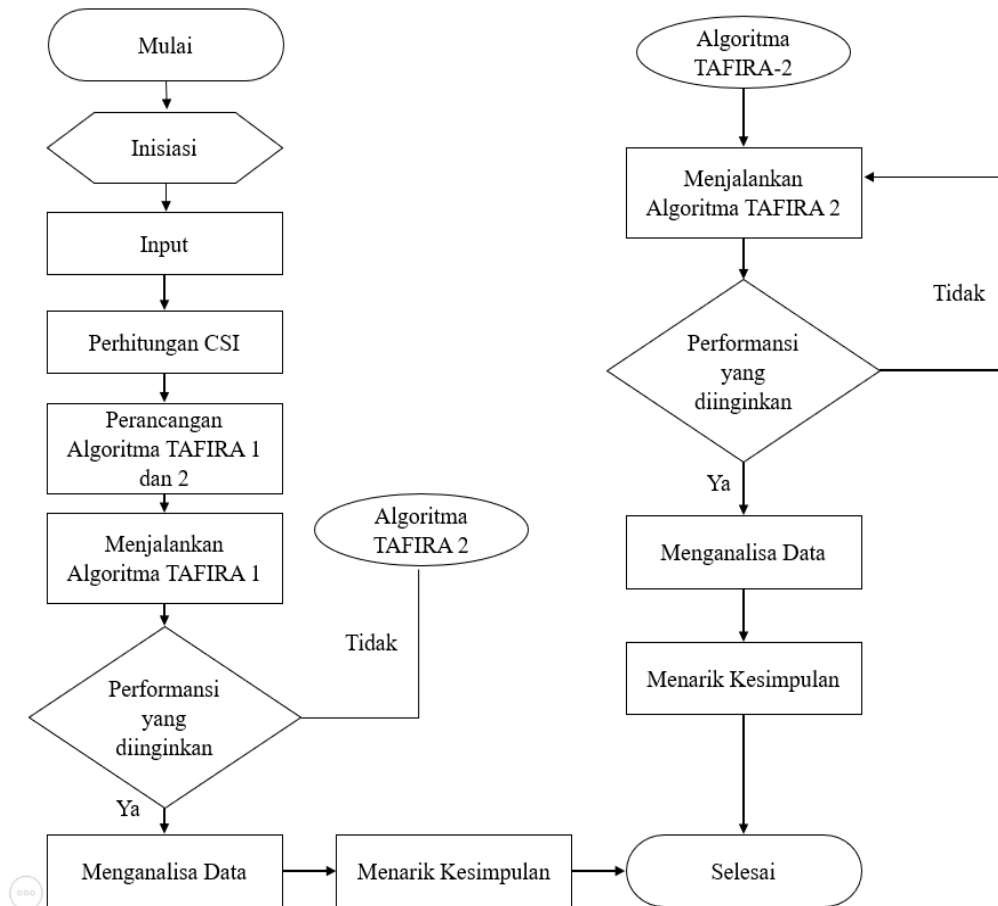 Mulai
Inisiasi
Input
Perhitungan CSI
Perancangan
Algoritma TAFIRA 1
dan 2
Menjalankan
Algoritma TAFIRA 1
Performansi
yang
diinginkan
Tidak
Algoritma
TAFIRA 2
Ya
Menganalisa Data
Menarik Kesimpulan
Algoritma
TAFIRA-2
Menjalankan
Algoritma TAFIRA 2
Performansi
yang
diinginkan
Tidak
Ya
Menganalisa Data
Menarik Kesimpulan
Selesai